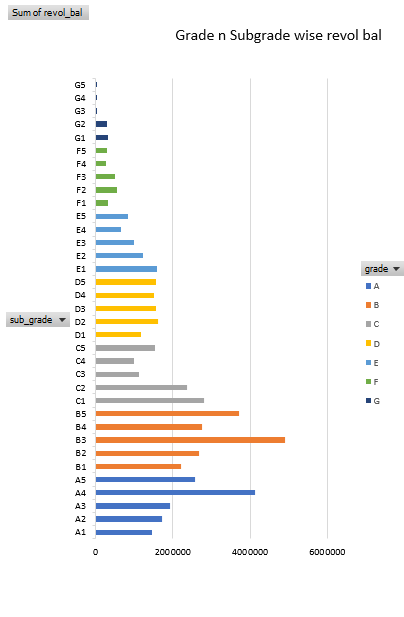 Sum of revol_bal
Grade n Subgrade wise revol bal
G5
G4
G3
G2
G1
F5
F4
F3
F2
F1
E5
E4
E3
E2
E1
D5
D4
D3
D2
D1
C5
C4
C3
C2
C1
B5
B4
B3
B2
B1
A5
A4
A3
A2
A1
sub_grade
0 2000000 4000000 6000000
grade
A
B
C
D
E
F
G